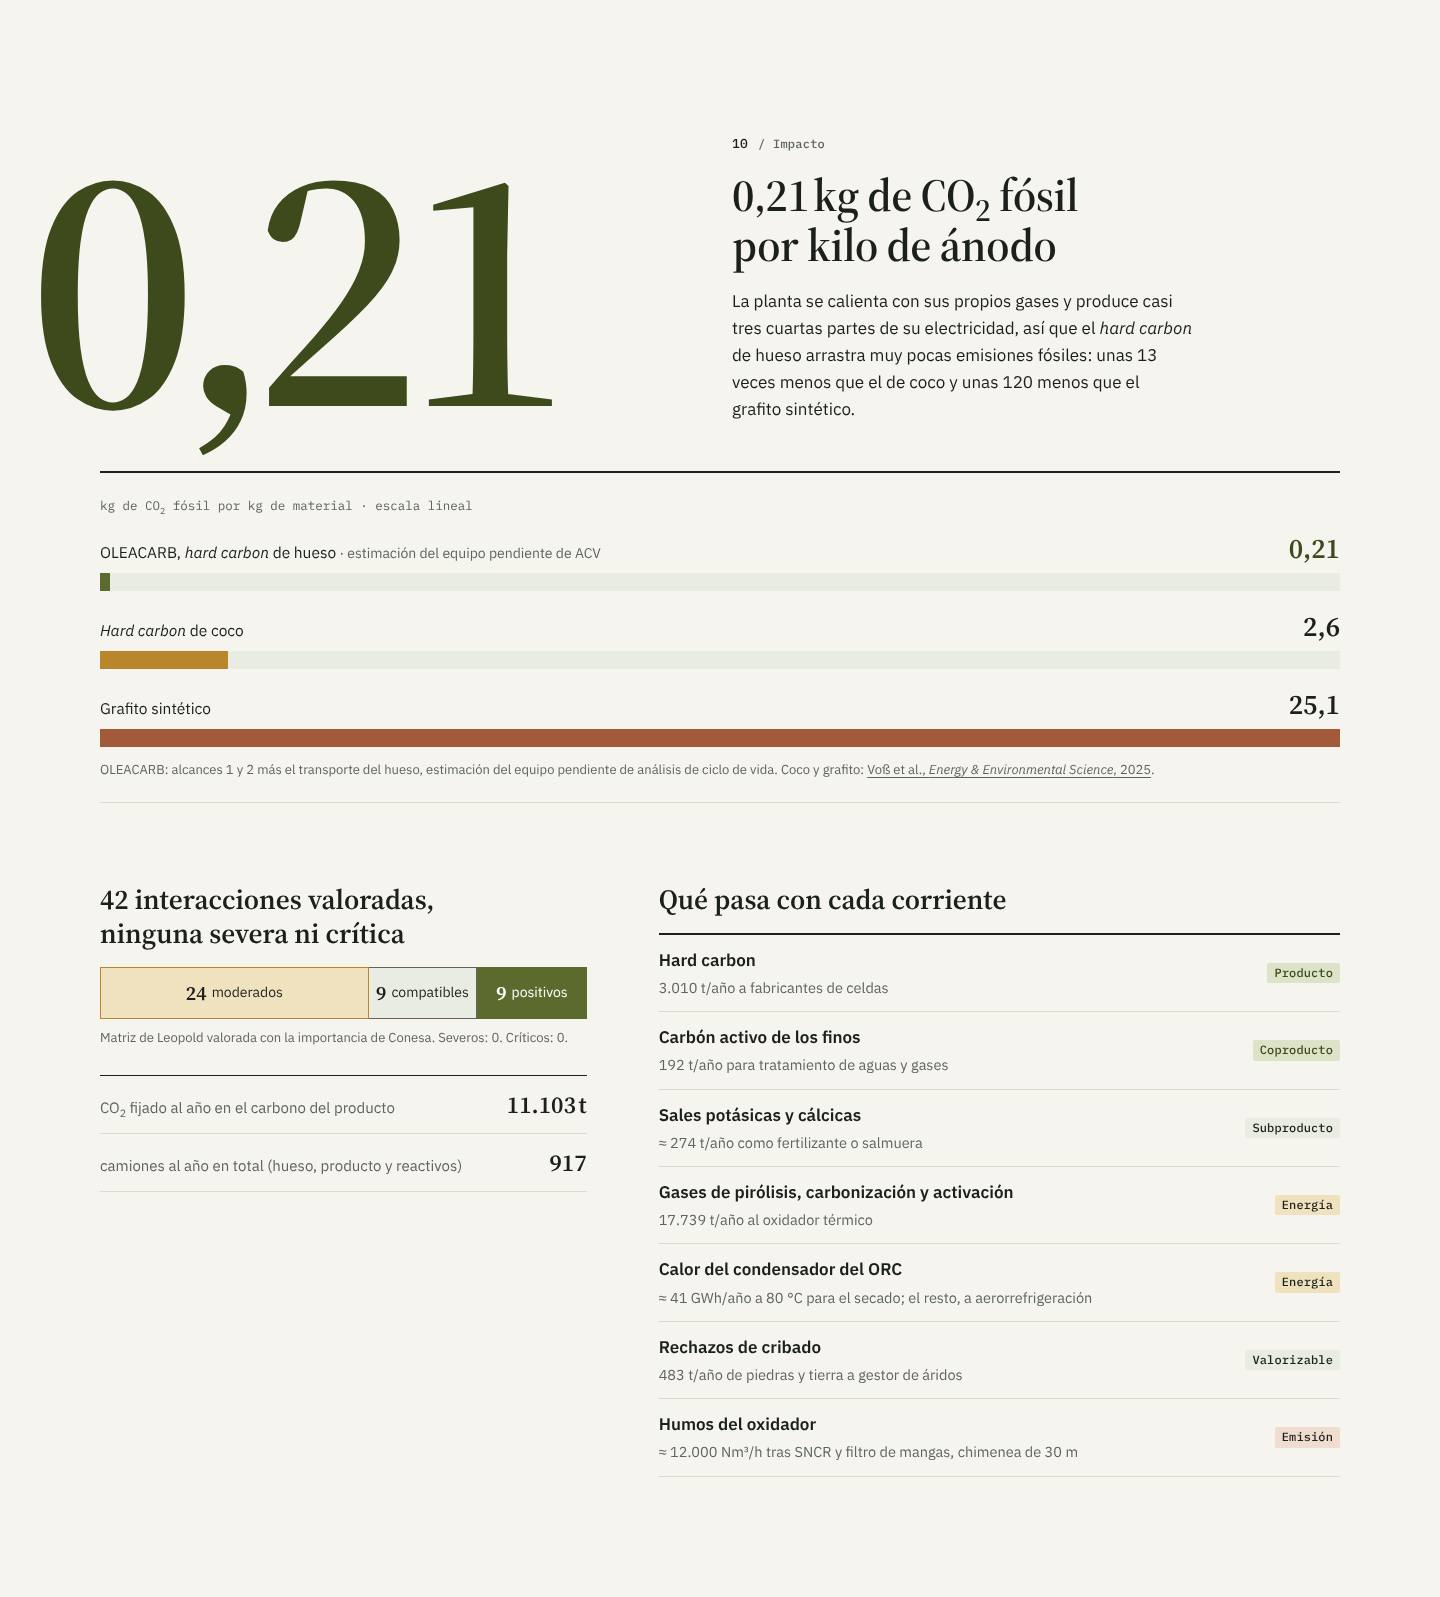 0,21
10 / Impacto
0,21 kg de CO₂ fósil
por kilo de ánodo
La planta se calienta con sus propios gases y produce casi
tres cuartas partes de su electricidad, así que el hard carbon
de hueso arrastra muy pocas emisiones fósiles: unas 13
veces menos que el de coco y unas 120 menos que el
grafito sintético.
kg de CO₂ fósil por kg de material · escala lineal
OLEACARB, hard carbon de hueso · estimación del equipo pendiente de ACV 0,21
Hard carbon de coco 2,6
Grafito sintético 25,1
OLEACARB: alcances 1 y 2 más el transporte del hueso, estimación del equipo pendiente de análisis de ciclo de vida. Coco y grafito: Voß et al., Energy & Environmental Science, 2025.
42 interacciones valoradas,
ninguna severa ni crítica
24 moderados 9 compatibles 9 positivos
Matriz de Leopold valorada con la importancia de Conesa. Severos: 0. Críticos: 0.
CO₂ fijado al año en el carbono del producto 11.103 t
camiones al año en total (hueso, producto y reactivos) 917
Qué pasa con cada corriente
Hard carbon
3.010 t/año a fabricantes de celdas
Producto
Carbón activo de los finos
192 t/año para tratamiento de aguas y gases
Coproducto
Sales potásicas y cálcicas
≈ 274 t/año como fertilizante o salmuera
Subproducto
Gases de pirólisis, carbonización y activación
17.739 t/año al oxidador térmico
Energía
Calor del condensador del ORC
≈ 41 GWh/año a 80 °C para el secado; el resto, a aerorrefrigeración
Energía
Rechazos de cribado
483 t/año de piedras y tierra a gestor de áridos
Valorizable
Humos del oxidador
≈ 12.000 Nm³/h tras SNCR y filtro de mangas, chimenea de 30 m
Emisión